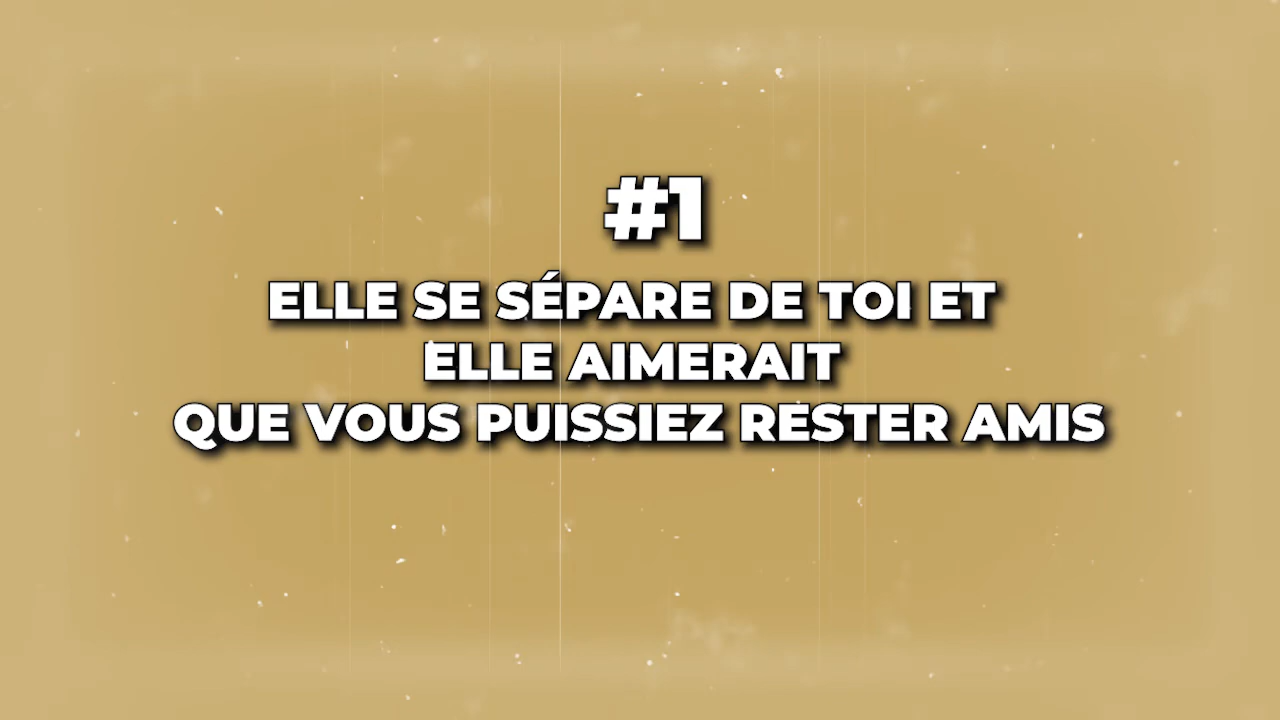 #1
ELLE SE SÉPARE DE TOI ET
ELLE AIMERAIT
QUE VOUS PUISSIEZ RESTER AMIS